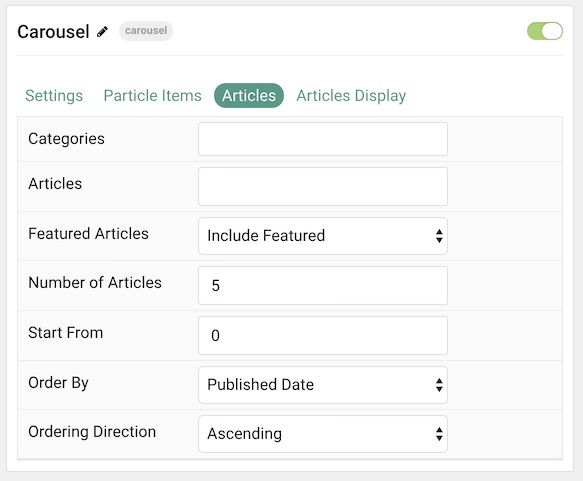 Carousel carousel
Settings Particle Items Articles Articles Display
Categories
Articles
Featured Articles Include Featured
Number of Articles 5
Start From 0
Order By Published Date
Ordering Direction Ascending